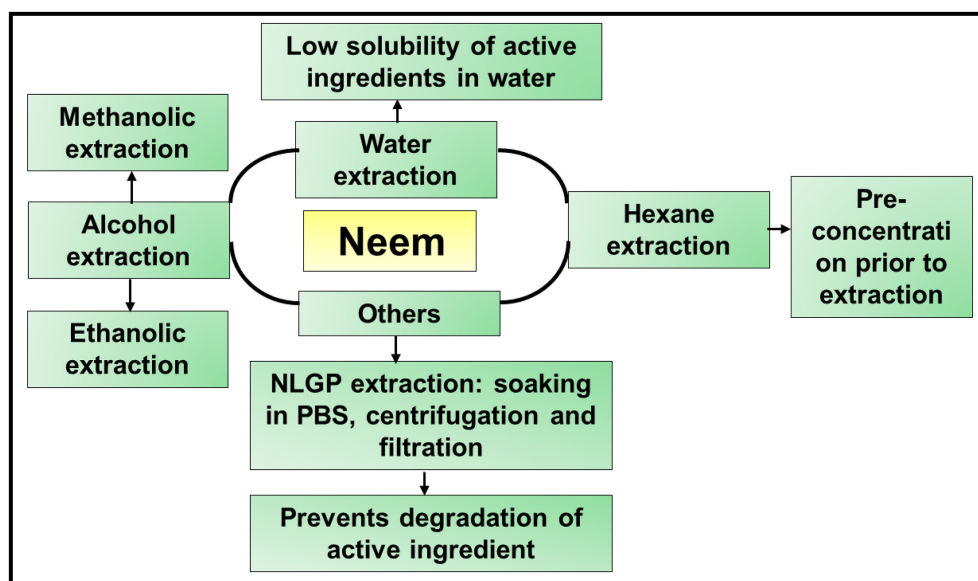 Low solubility of active
ingredients in water
Methanolic
extraction
Water
extraction
Alcohol
extraction
Neem
Hexane
extraction
Pre-
concentrati
on prior to
extraction
Others
Ethanolic
extraction
NLGP extraction: soaking
in PBS, centrifugation and
filtration
Prevents degradation of
active ingredient